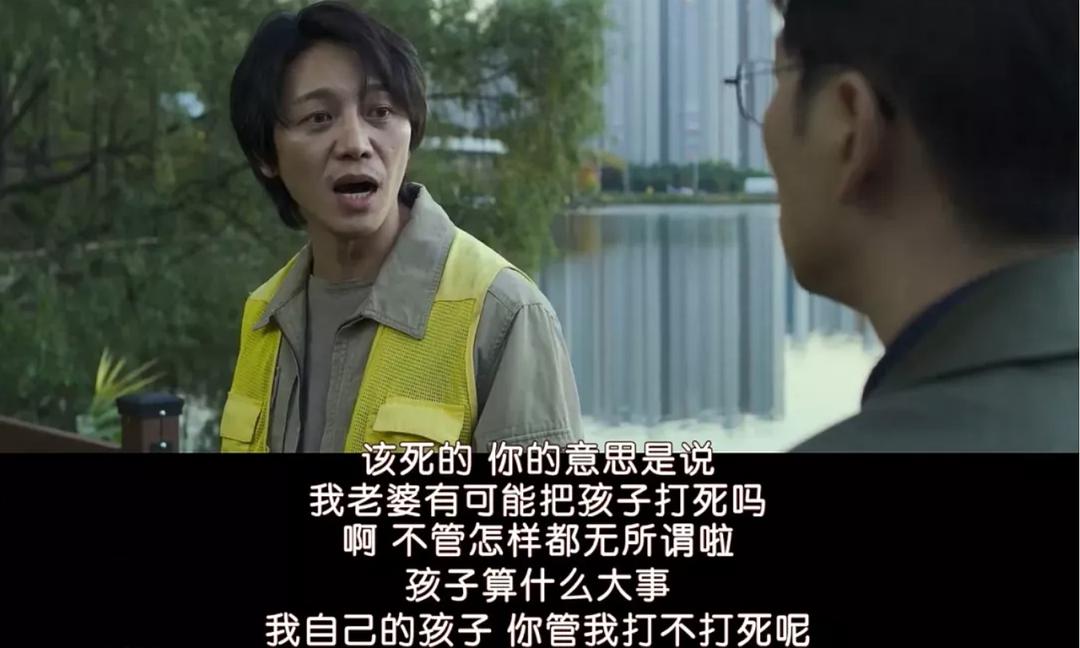 该死的 你的意思是说
我老婆有可能把孩子打死吗
啊 不管怎样都无所谓啦
孩子算什么大事
我自己的孩子 你管我打不打死呢